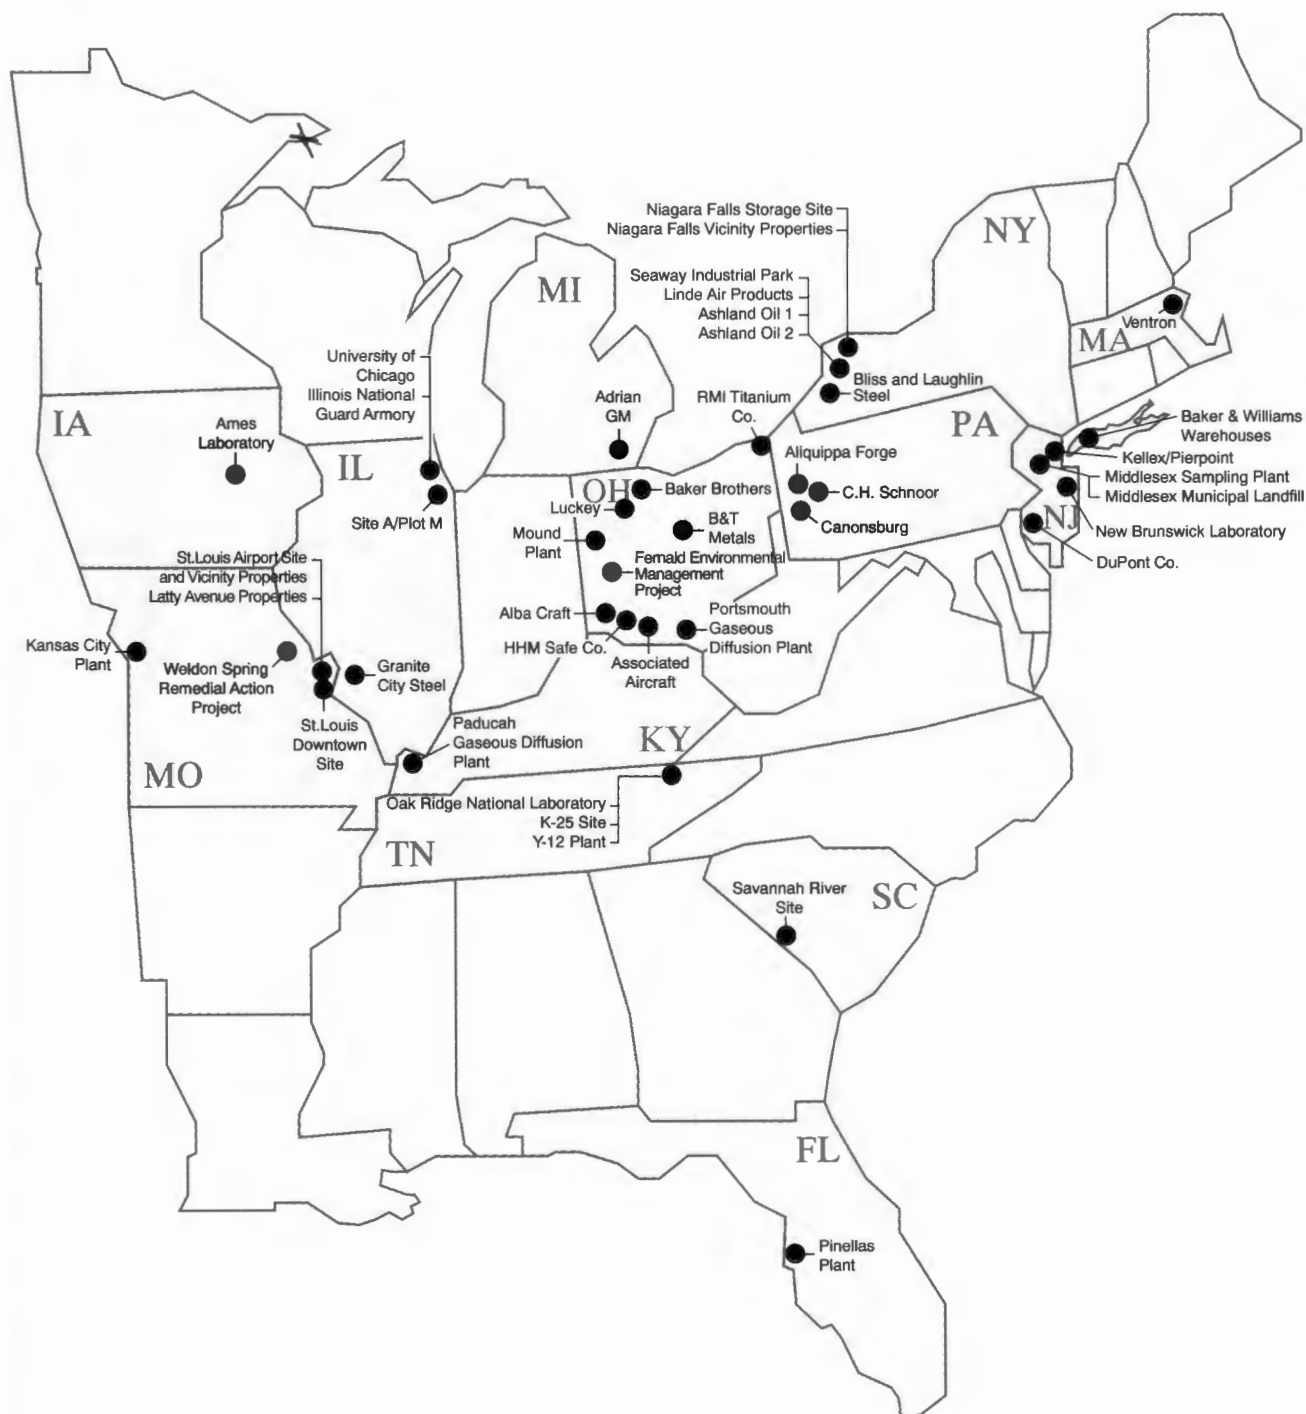 Niagara Falls Storage Site
Niagara Falls Vicinity Properties
NY
Seaway Industrial Park
Linde Air Products
Ashland Oil 1
Ashland Oil 2
MI
Ventron
MA
University of
Chicago
Illinois National
Guard Armory
Bliss and Laughlin
Steel
Adrian
GM
RMI Titanium
Co.
IA
Ames
Laboratory
IL
PA
Baker & Williams
Warehouses
Kellex/Pierpoint
Middlesex Sampling Plant
Middlesex Municipal Landfill
Aliquippa Forge
C.H. Schnoor
Canonsburg
OH
Baker Brothers
Luckey
Site A/Plot M
B&T
Metals
Mound
Plant
NJ
New Brunswick Laboratory
DuPont Co.
St.Louis Airport Site
and Vicinity Properties
Latty Avenue Properties
Fernald Environmental
Management
Project
Alba Craft
HHM Safe Co.
Associated
Aircraft
Portsmouth
Gaseous
Diffusion Plant
Kansas City
Plant
Weldon Spring
Remedial Action
Project
Granite
City Steel
St.Louis
Downtown
Site
Paducah
Gaseous Diffusion
Plant
KY
MO
Oak Ridge National Laboratory
K-25 Site
Y-12 Plant
TN
Savannah River
Site
SC
FL
Pinellas
Plant